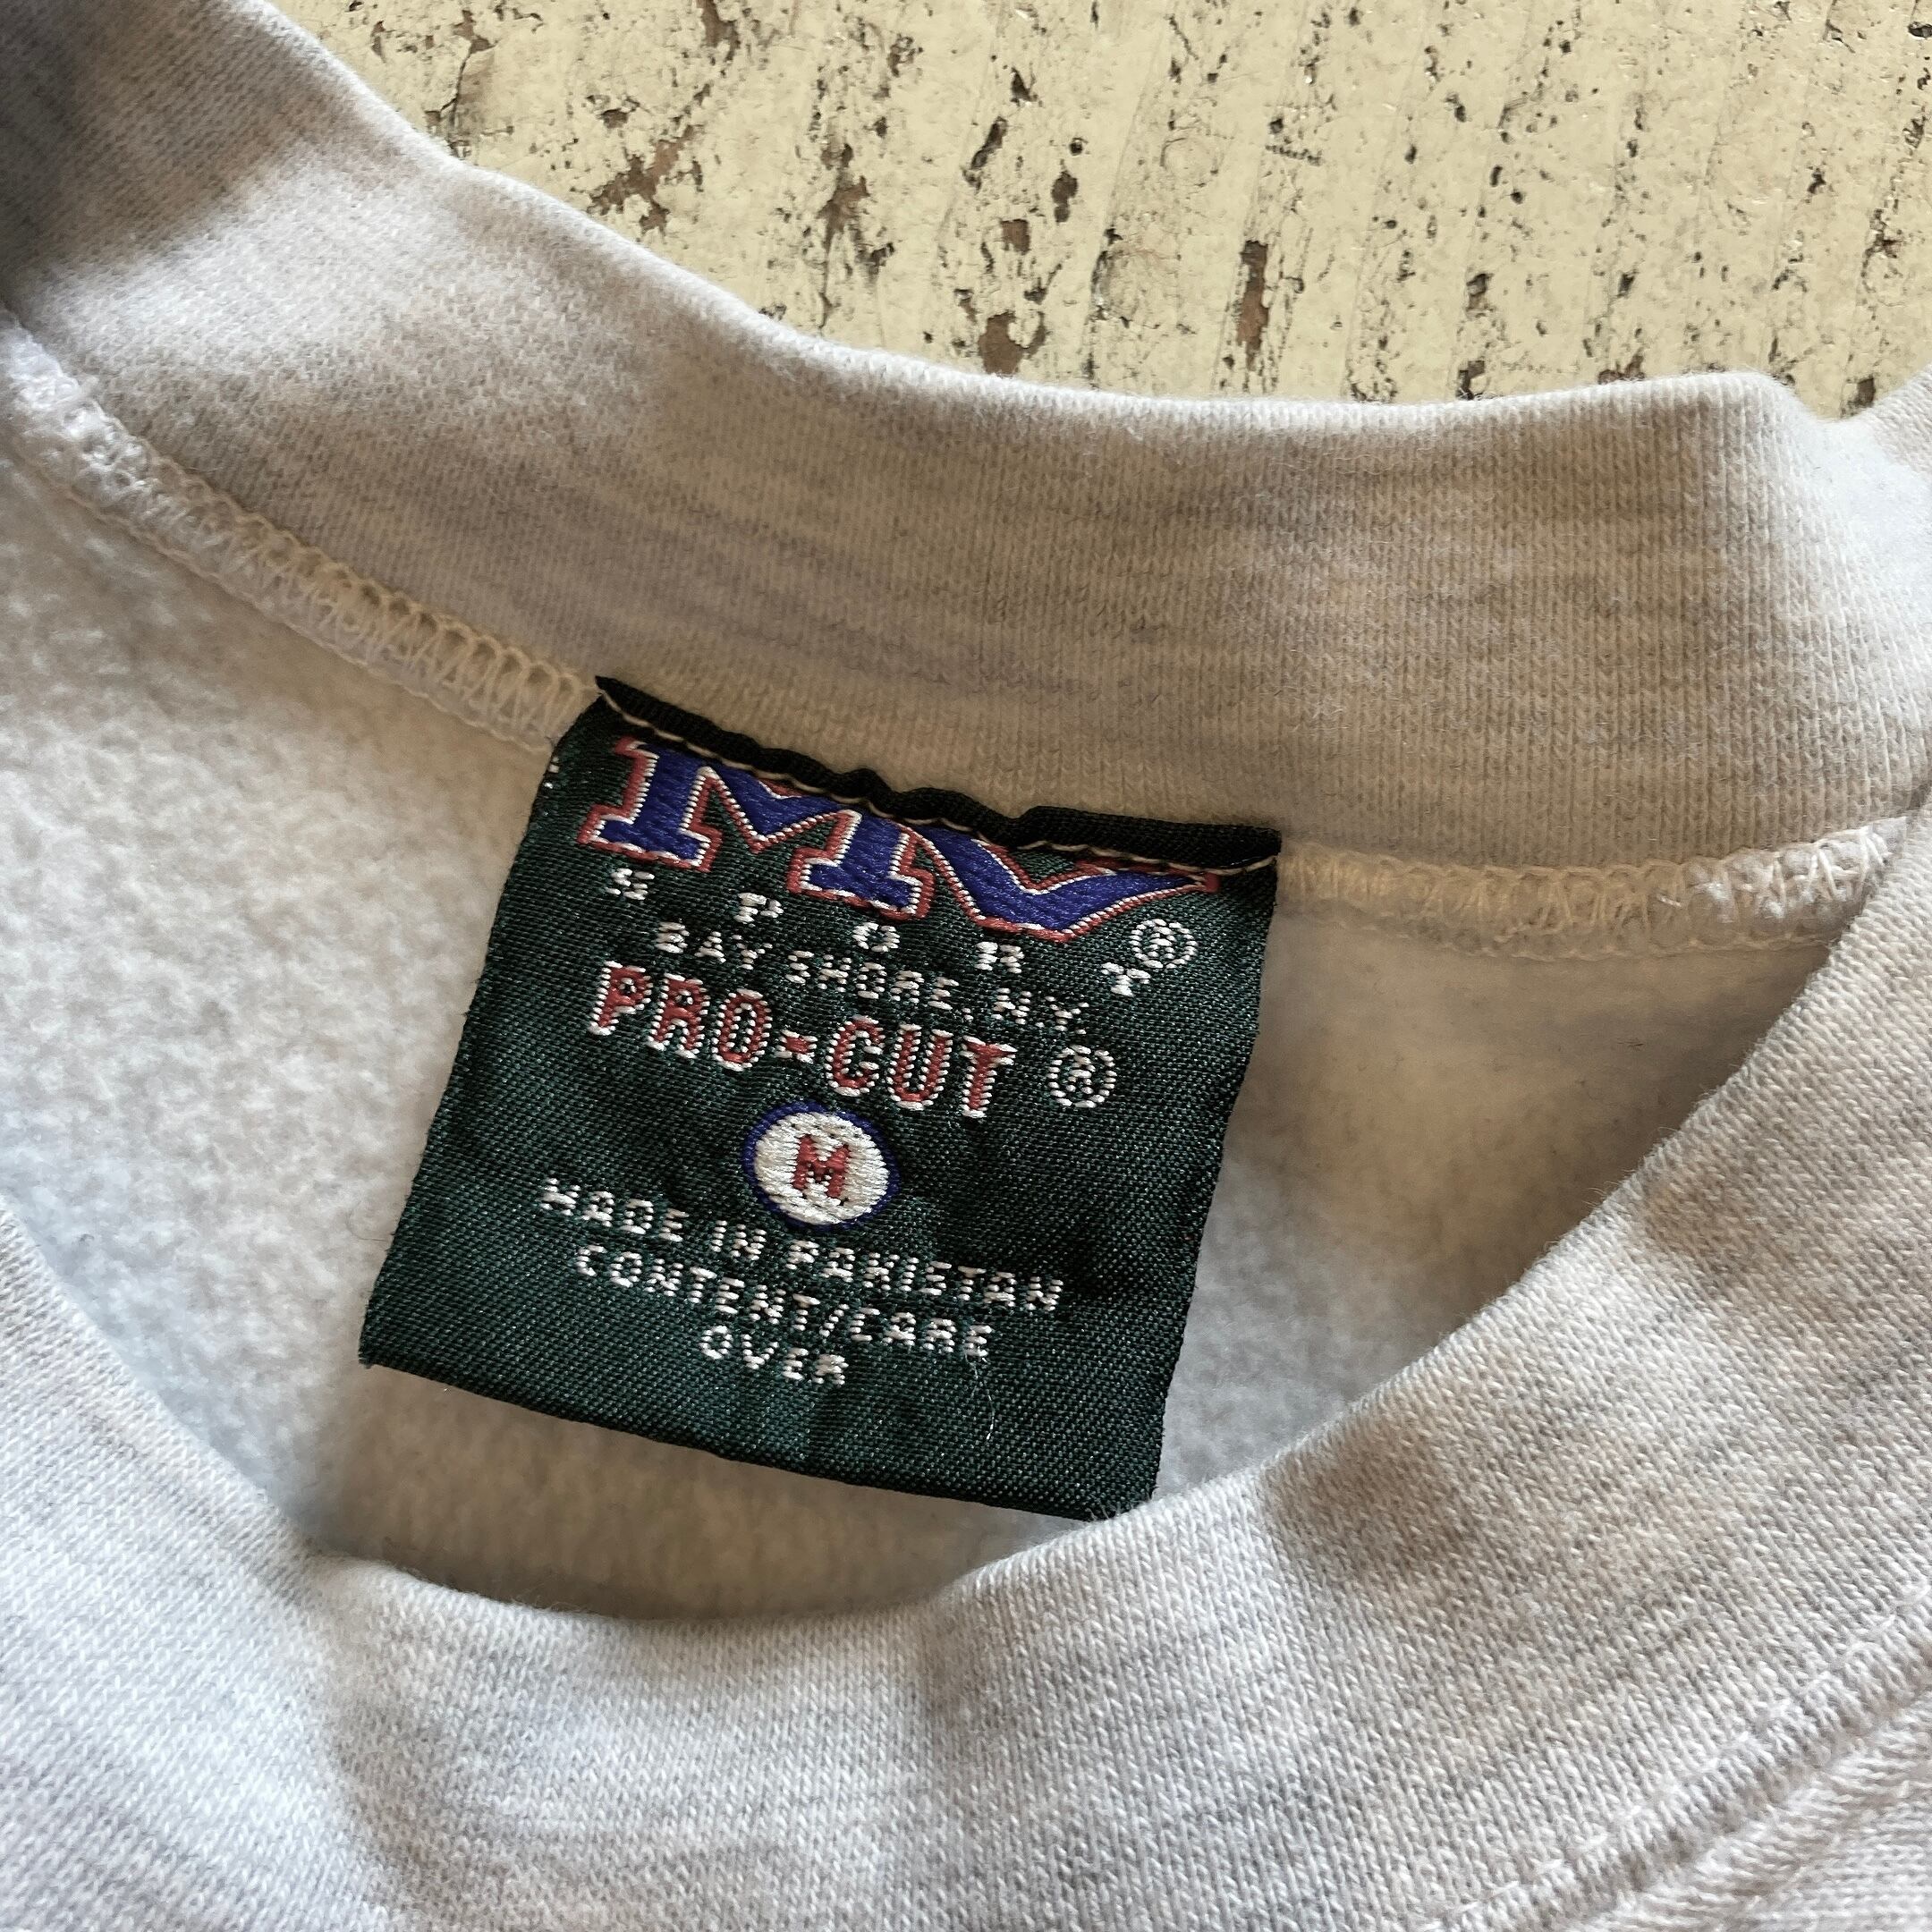 MV
SPORT®
BAY SHORE, N.Y.
PRO-CUT®
M
MADE IN PAKISTAN
CONTENT/CARE
OVER